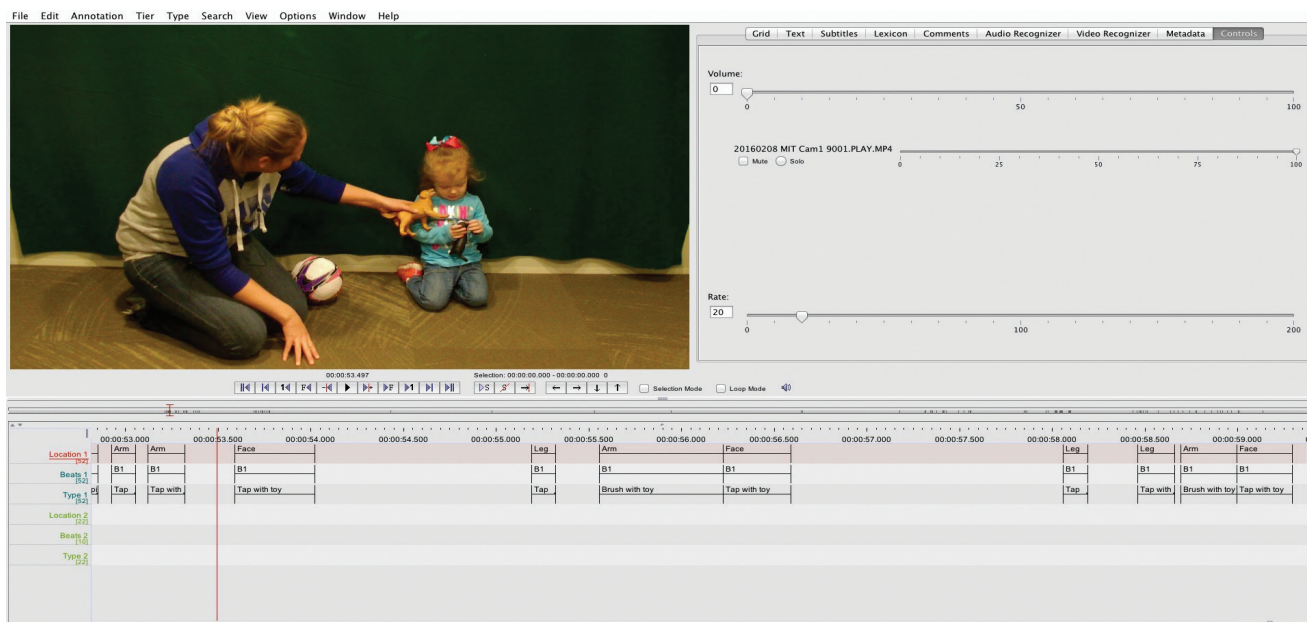 File Edit Annotation Tier Type Search View Options Window Help
Grid Text Subtitles Lexicon Comments Audio Recognizer Video Recognizer Metadata Controls
Volume:
0
0 50 100
20160208 MIT Cam1 9001.PLAY.MP4
Mute Solo
0 25 50 75 100
Rate:
20
0 100 200
00:00:53.497 Selection: 00:00:00.000 - 00:00:00.000 0
1 F F 1 S S Selection Mode Loop Mode
00:00:53.000 00:00:53.500 00:00:54.000 00:00:54.500 00:00:55.000 00:00:55.500 00:00:56.000 00:00:56.500 00:00:57.000 00:00:57.500 00:00:58.000 00:00:58.500 00:00:59.000
Location 1 Arm Arm Face Leg Arm Face Leg Leg Arm Face
[52]
Beats 1 B1 B1 B1 B1 B1 B1 B1 B1 B1 B1
[52]
Type 1 Tap Tap with Tap with toy Tap Brush with toy Tap with toy Tap Tap with Brush with toy Tap with toy
[52]
Location 2
[22]
Beats 2
[10]
Type 2
[22]